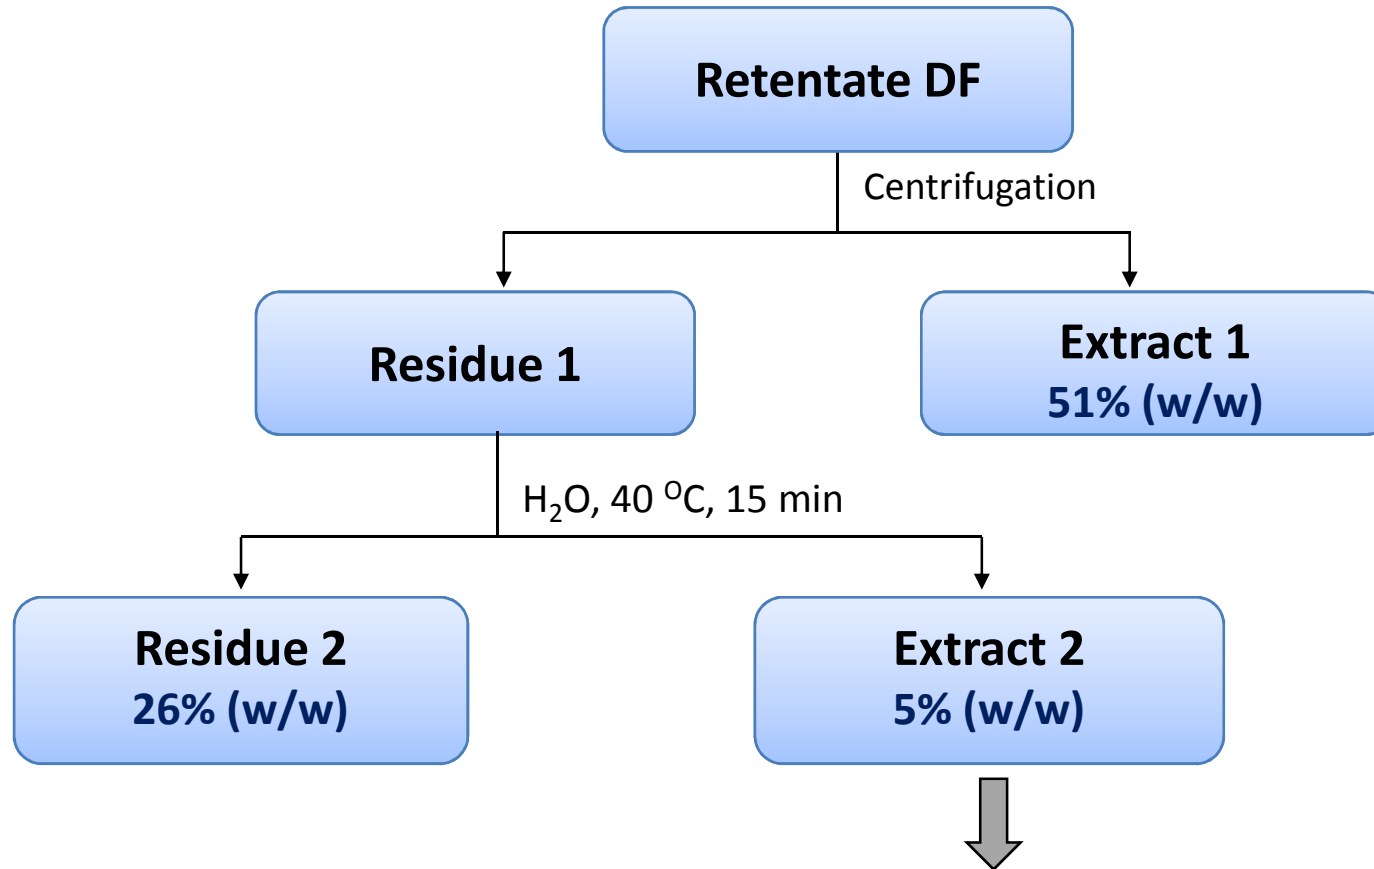 Retentate DF
Centrifugation
Residue 1
Extract 1
51% (w/w)
H₂O, 40 ᴼC, 15 min
Residue 2
26% (w/w)
Extract 2
5% (w/w)